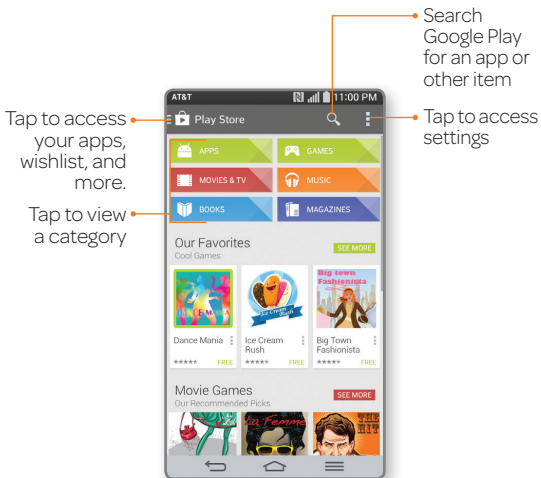 Search
Google Play
for an app or
other item
Tap to access
settings
Tap to access
your apps,
wishlist, and
more.
Tap to view
a category
AT&T 11:00 PM
Play Store
APPS
GAMES
MOVIES & TV
MUSIC
BOOKS
MAGAZINES
Our Favorites
Cool Games
SEE MORE
DANCE MANIA
Ice Cream
Rush
Big town
Fashionista
Dance Mania
FREE
Ice Cream
Rush
FREE
Big Town
Fashionista
FREE
Movie Games
Our Recommended Picks
SEE MORE
La Femme
THE
HIT